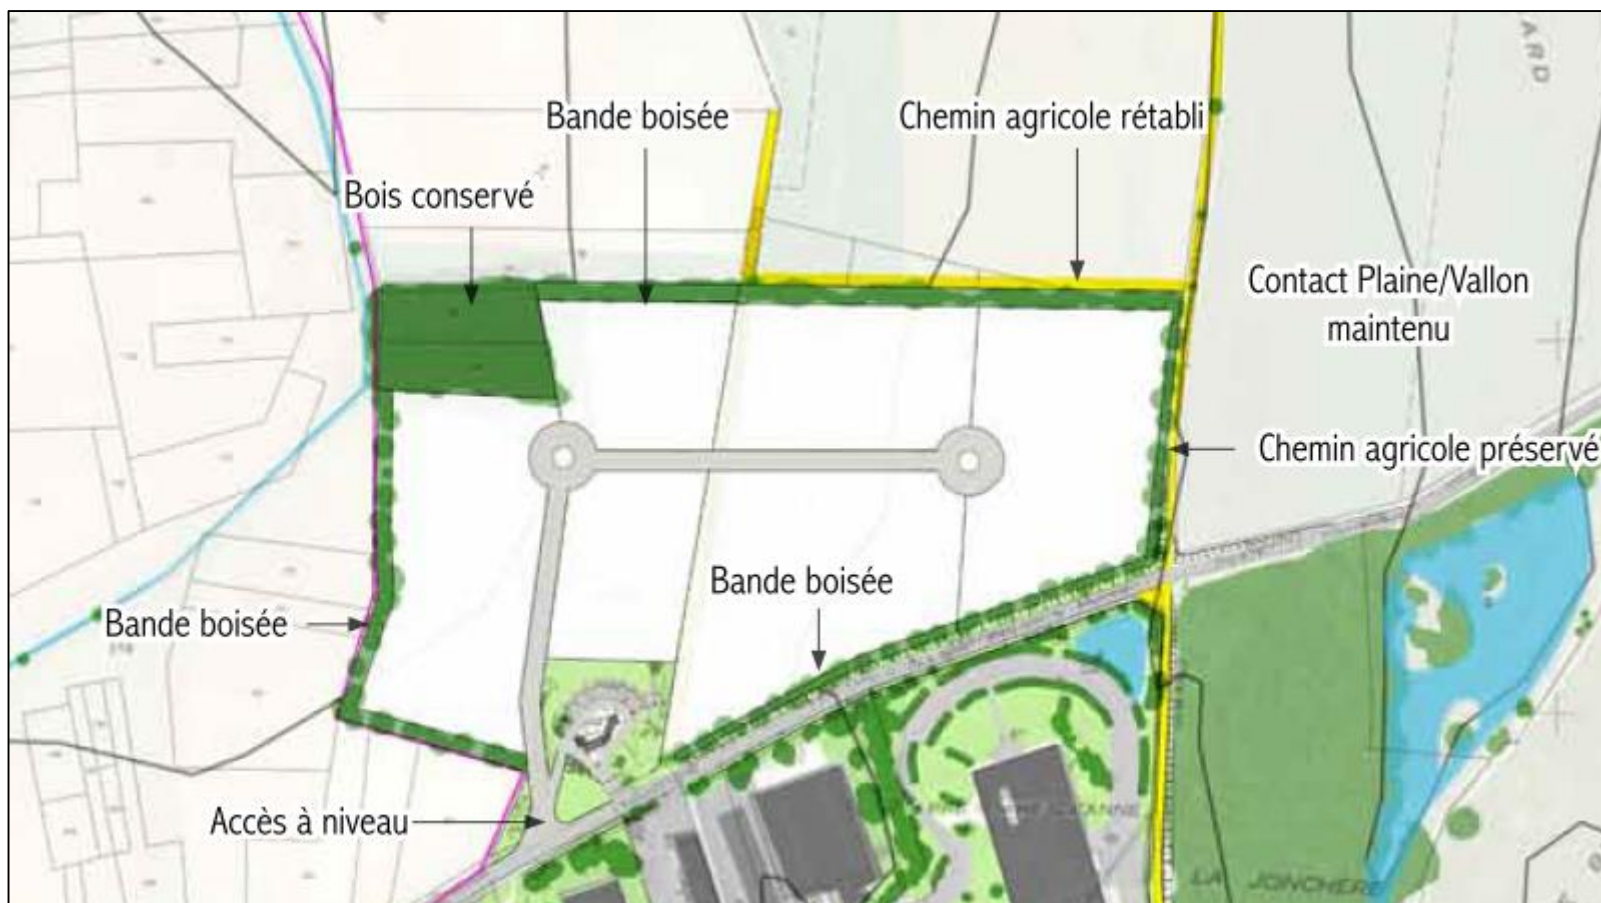 ARD
Bande boisée
Chemin agricole rétabli
Bois conservé
Contact Plaine/Vallon
maintenu
Chemin agricole préservé
Bande boisée
Bande boisée
Accès à niveau
LA JONCHERE